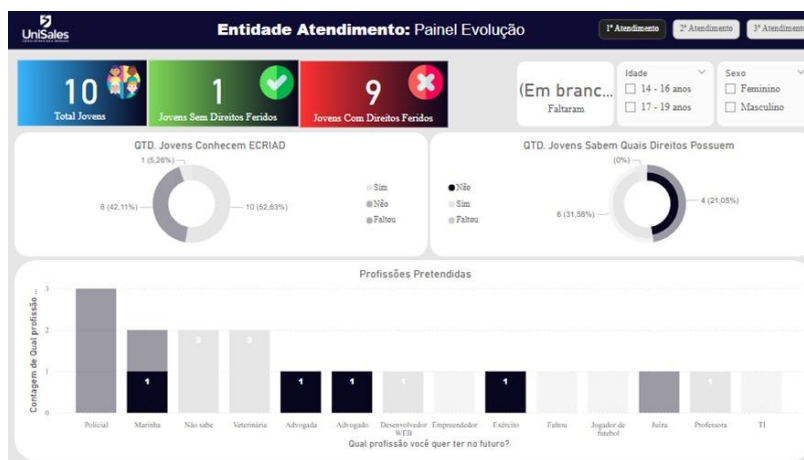 UniSales
Entidade Atendimento: Painel Evolução
1º Atendimento
2º Atendimento
3º Atendimento
10
Total Jovens
1
Jovens Sem Direitos Feridos
9
Jovens Com Direitos Feridos
(Em branc...
Faltaram
Idade
14 - 16 anos
17 - 19 anos
Sexo
Feminino
Masculino
QTD. Jovens Conhecem ECRIAD
1 (5,26%)
8 (42,11%)
10 (52,63%)
Sim
Não
Faltou
QTD. Jovens Sabem Quais Direitos Possuem
(0%)
6 (31,58%)
4 (21,05%)
Não
Sim
Faltou
Profissões Pretendidas
Contagem de Qual profissão ...
3
2
1
0
1
1
1
1
1
1
Policial
Marinha
Não sabe
Veterinária
Advogada
Advogado
Desenvolvedor
WEB
Empreendedor
Exército
Faltou
Jogador de
futebol
Juíza
Professora
TI
Qual profissão você quer ter no futuro?